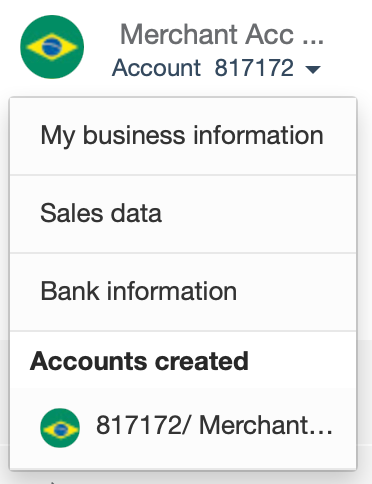 Merchant Acc ...
Account 817172
My business information
Sales data
Bank information
Accounts created
817172/ Merchant...